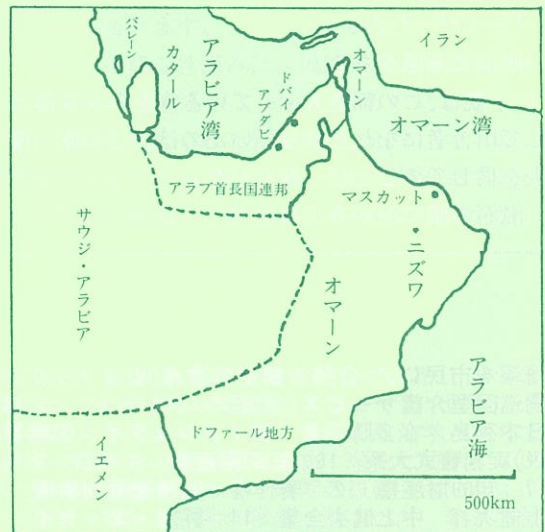 バハレーン
カタール
アラビア湾
ドバイ
アブダビ
オマーン
イラン
オマーン湾
アラブ首長国連邦
マスカット
ニズワ
サウジ・アラビア
オマーン
アラビア海
ドファール地方
イエメン
500km